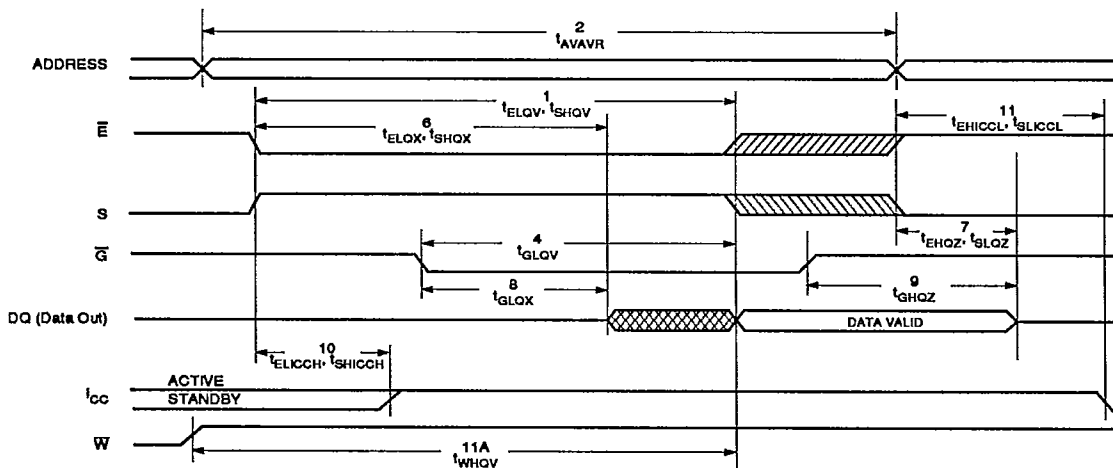 2
tAVAVR
ADDRESS
1
tELQV, tSHQV
11
tEHICCL, tSLICCL
E
6
tELQX, tSHQX
S
7
tEHQZ, tSLQZ
G
4
tGLQV
8
tGLQX
9
tGHQZ
DQ (Data Out)
DATA VALID
10
tELICCH, tSHICCH
ACTIVE
ICC
STANDBY
W
11A
tWHQV